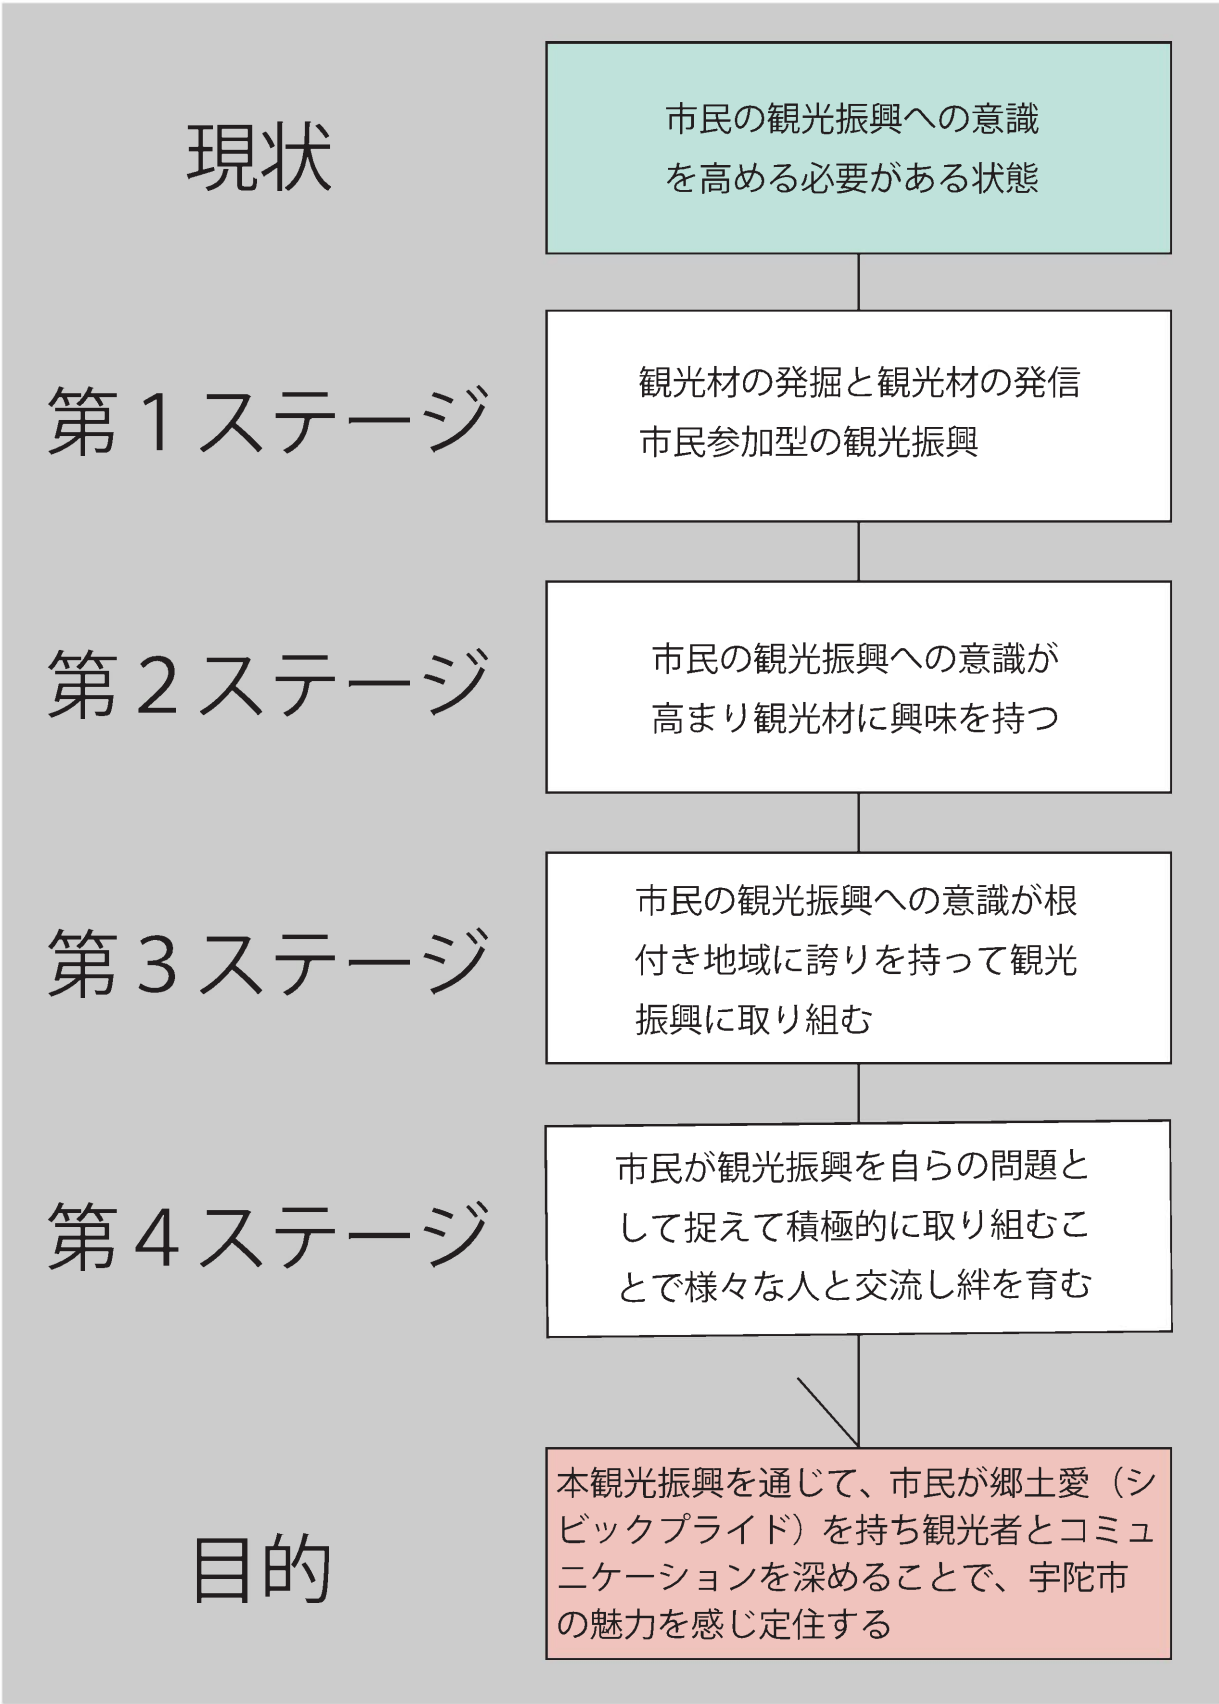 現状
市民の観光振興への意識
を高める必要がある状態
第1ステージ
観光材の発掘と観光材の発信
市民参加型の観光振興
第2ステージ
市民の観光振興への意識が
高まり観光材に興味を持つ
第3ステージ
市民の観光振興への意識が根
付き地域に誇りを持って観光
振興に取り組む
第4ステージ
市民が観光振興を自らの問題と
して捉えて積極的に取り組むこ
とで様々な人と交流し絆を育む
目的
本観光振興を通じて、市民が郷土愛（シ
ビックプライド）を持ち観光者とコミュ
ニケーションを深めることで、宇陀市
の魅力を感じ定住する